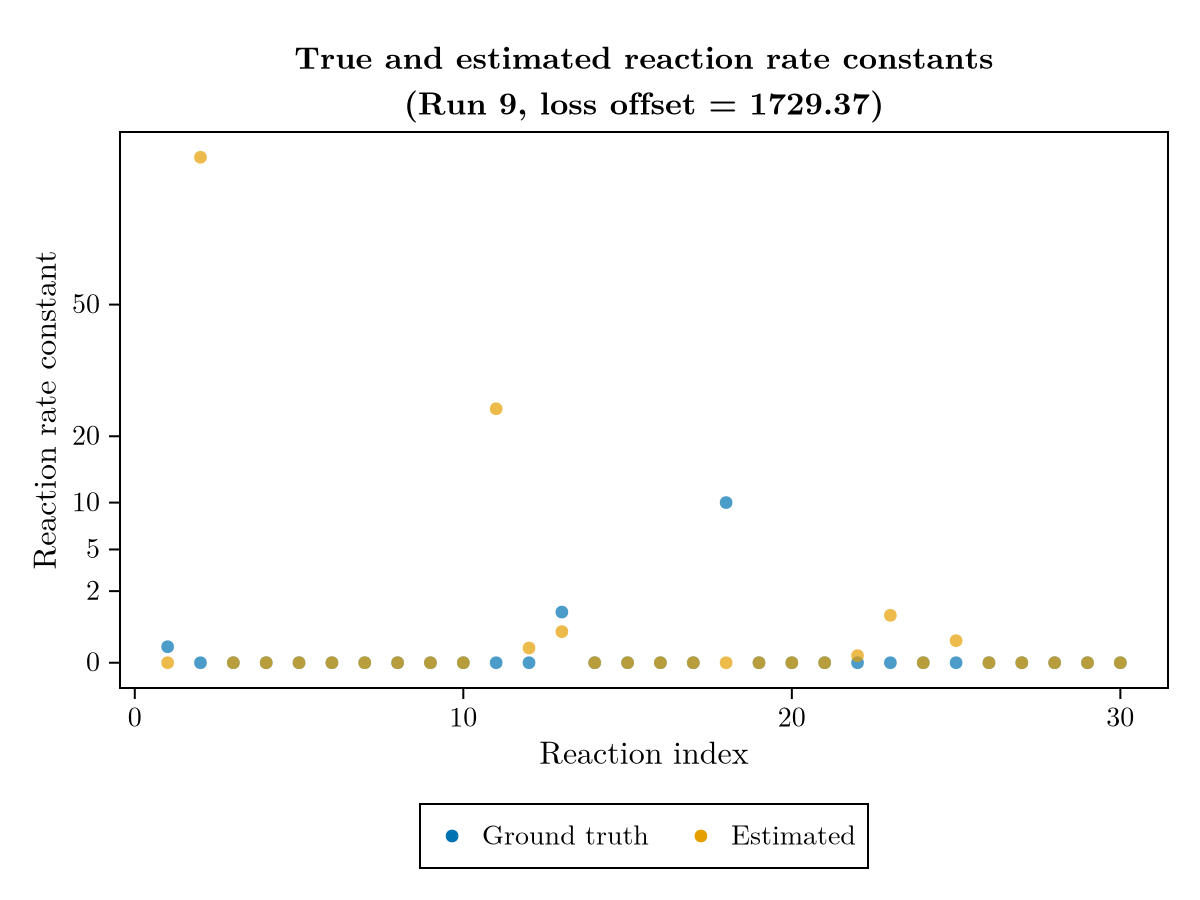 True and estimated reaction rate constants
(Run 9, loss offset = 1729.37)
Reaction rate constant
50
20
10
5
2
0
0 10 20 30
Reaction index
Ground truth Estimated